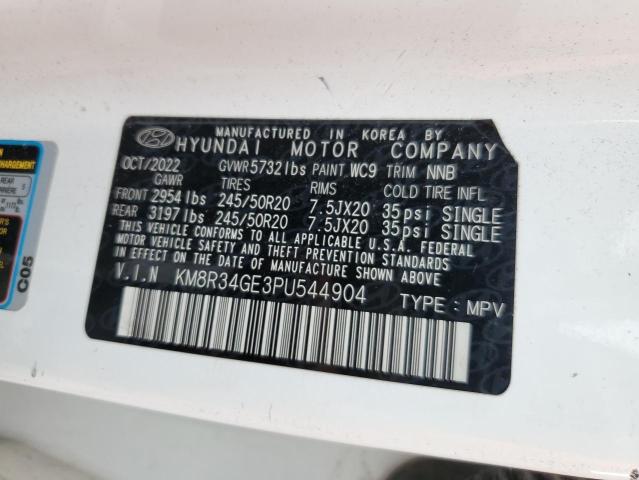 MANUFACTURED IN KOREA BY
HYUNDAI MOTOR COMPANY
OCT/2022 GVWR5732lbs PAINT WC9 TRIM NNB
GAWR TIRES RIMS COLD TIRE INFL
FRONT 2954lbs 245/50R20 7.5JX20 35psi SINGLE
REAR 3197lbs 245/50R20 7.5JX20 35psi SINGLE
THIS VEHICLE CONFORMS TO ALL APPLICABLE U.S.A. FEDERAL
MOTOR VEHICLE SAFETY AND THEFT PREVENTION STANDARDS
IN EFFECT ON THE DATE OF MANUFACTURE SHOWN ABOVE.
V.I.N KM8R34GE3PU544904 TYPE:MPV
REAR 5
C05